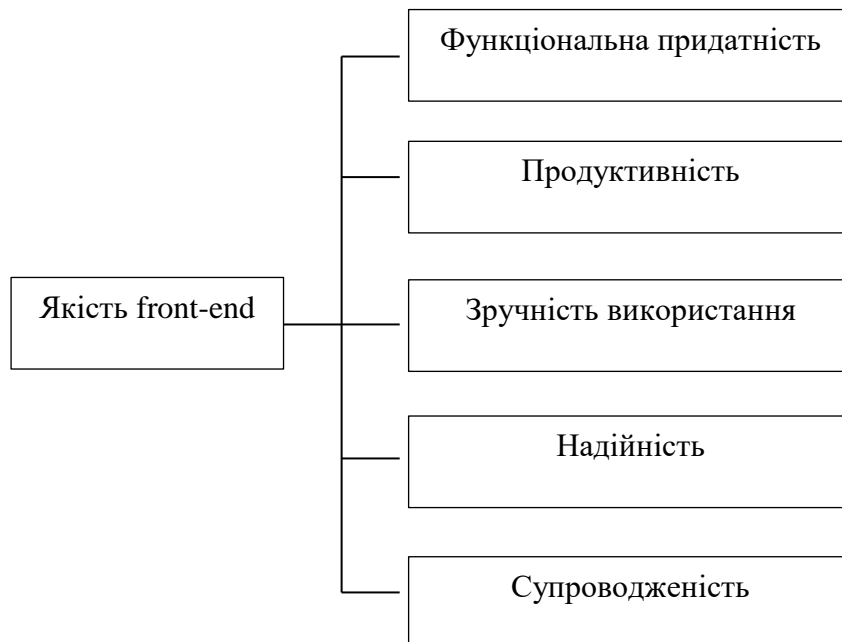 Функціональна придатність
Продуктивність
Якість front-end
Зручність використання
Надійність
Супроводженість